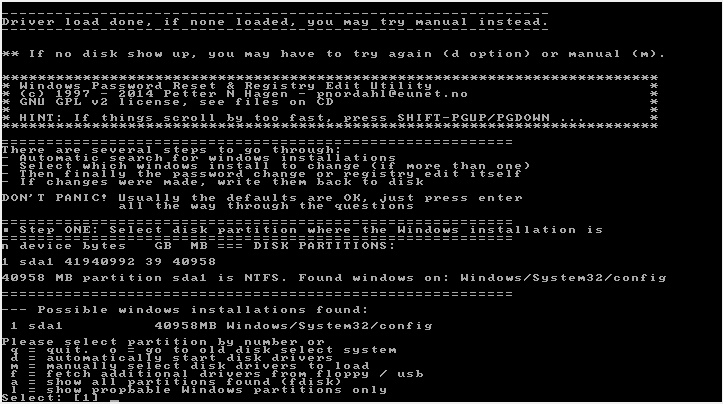 Driver load done, if none loaded, you may try manual instead.
** If no disk show up, you may have to try again (d option) or manual (m).
*************************************************************************
* Windows Password Reset & Registry Edit Utility *
* (c) 1997 - 2014 Petter N Hagen - pnordahl@eunet.no *
* GNU GPL v2 license, see files on CD *
* HINT: If things scroll by too fast, press SHIFT-PGUP/PGDOWN ... *
*************************************************************************
=========================================================
There are several steps to go through:
- Automatic search for windows installations
- Select which windows install to change (if more than one)
- Then finally the password change or registry edit itself
- If changes were made, write them back to disk
DON'T PANIC! Usually the defaults are OK, just press enter
all the way through the questions
=========================================================
▪ Step ONE: Select disk partition where the Windows installation is
=========================================================
n device bytes GB MB === DISK PARTITIONS:
1 sda1 41940992 39 40958
40958 MB partition sda1 is NTFS. Found windows on: Windows/System32/config
=========================================================
--- Possible windows installations found:
1 sda1 40958MB Windows/System32/config
Please select partition by number or
q = quit. o = go to old disk select system
d = automatically start disk drivers
m = manually select disk drivers to load
f = fetch additional drivers from floppy / usb
a = show all partitions found (fdisk)
l = show propbable Windows partitions only
Select: [1] _